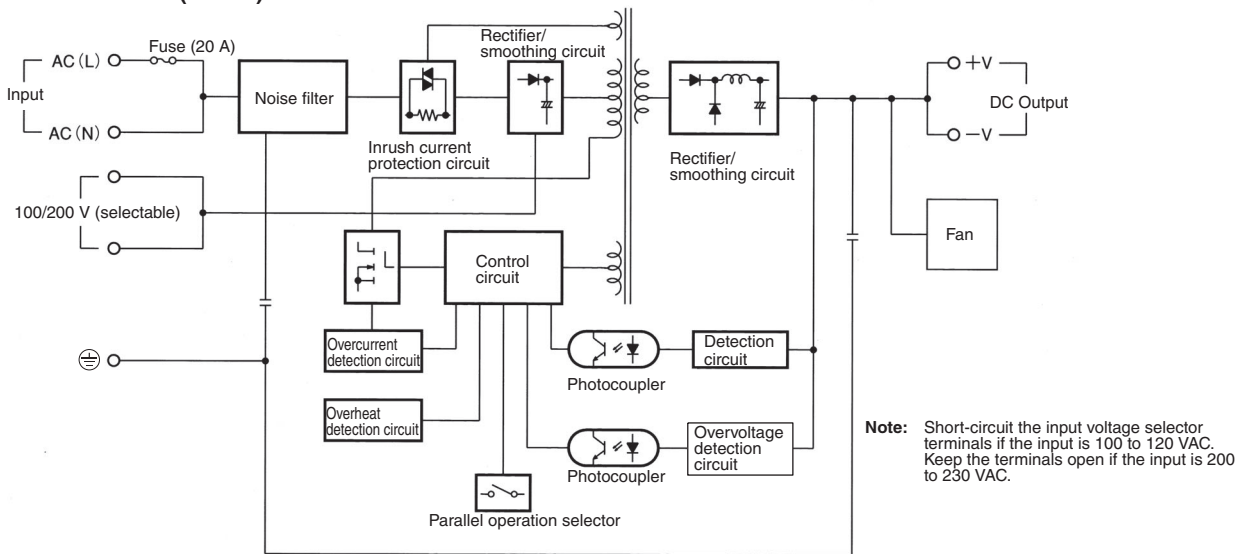 Rectifier/
smoothing circuit
Fuse (20 A)
AC (L)
Input
AC (N)
Noise filter
Inrush current
protection circuit
Rectifier/
smoothing circuit
+V
DC Output
−V
100/200 V (selectable)
Control
circuit
Fan
Overcurrent
detection circuit
Detection
circuit
Photocoupler
Overheat
detection circuit
Overvoltage
detection
circuit
Photocoupler
Parallel operation selector
Note: Short-circuit the input voltage selector
terminals if the input is 100 to 120 VAC.
Keep the terminals open if the input is 200
to 230 VAC.